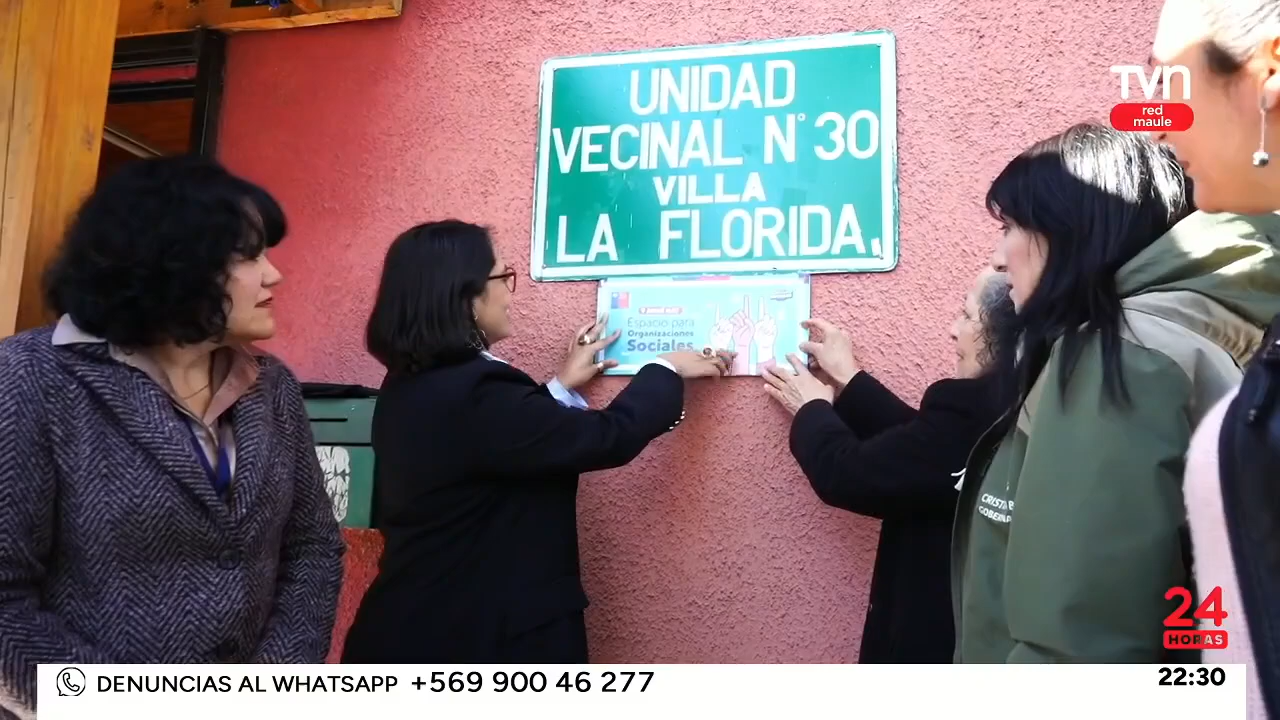 UNIDAD
VECINAL N° 30
VILLA
LA FLORIDA.
Espacio para
Organizaciones
Sociales
TVN
red
maule
24
HORAS
DENUNCIAS AL WHATSAPP +569 900 46 277
22:30